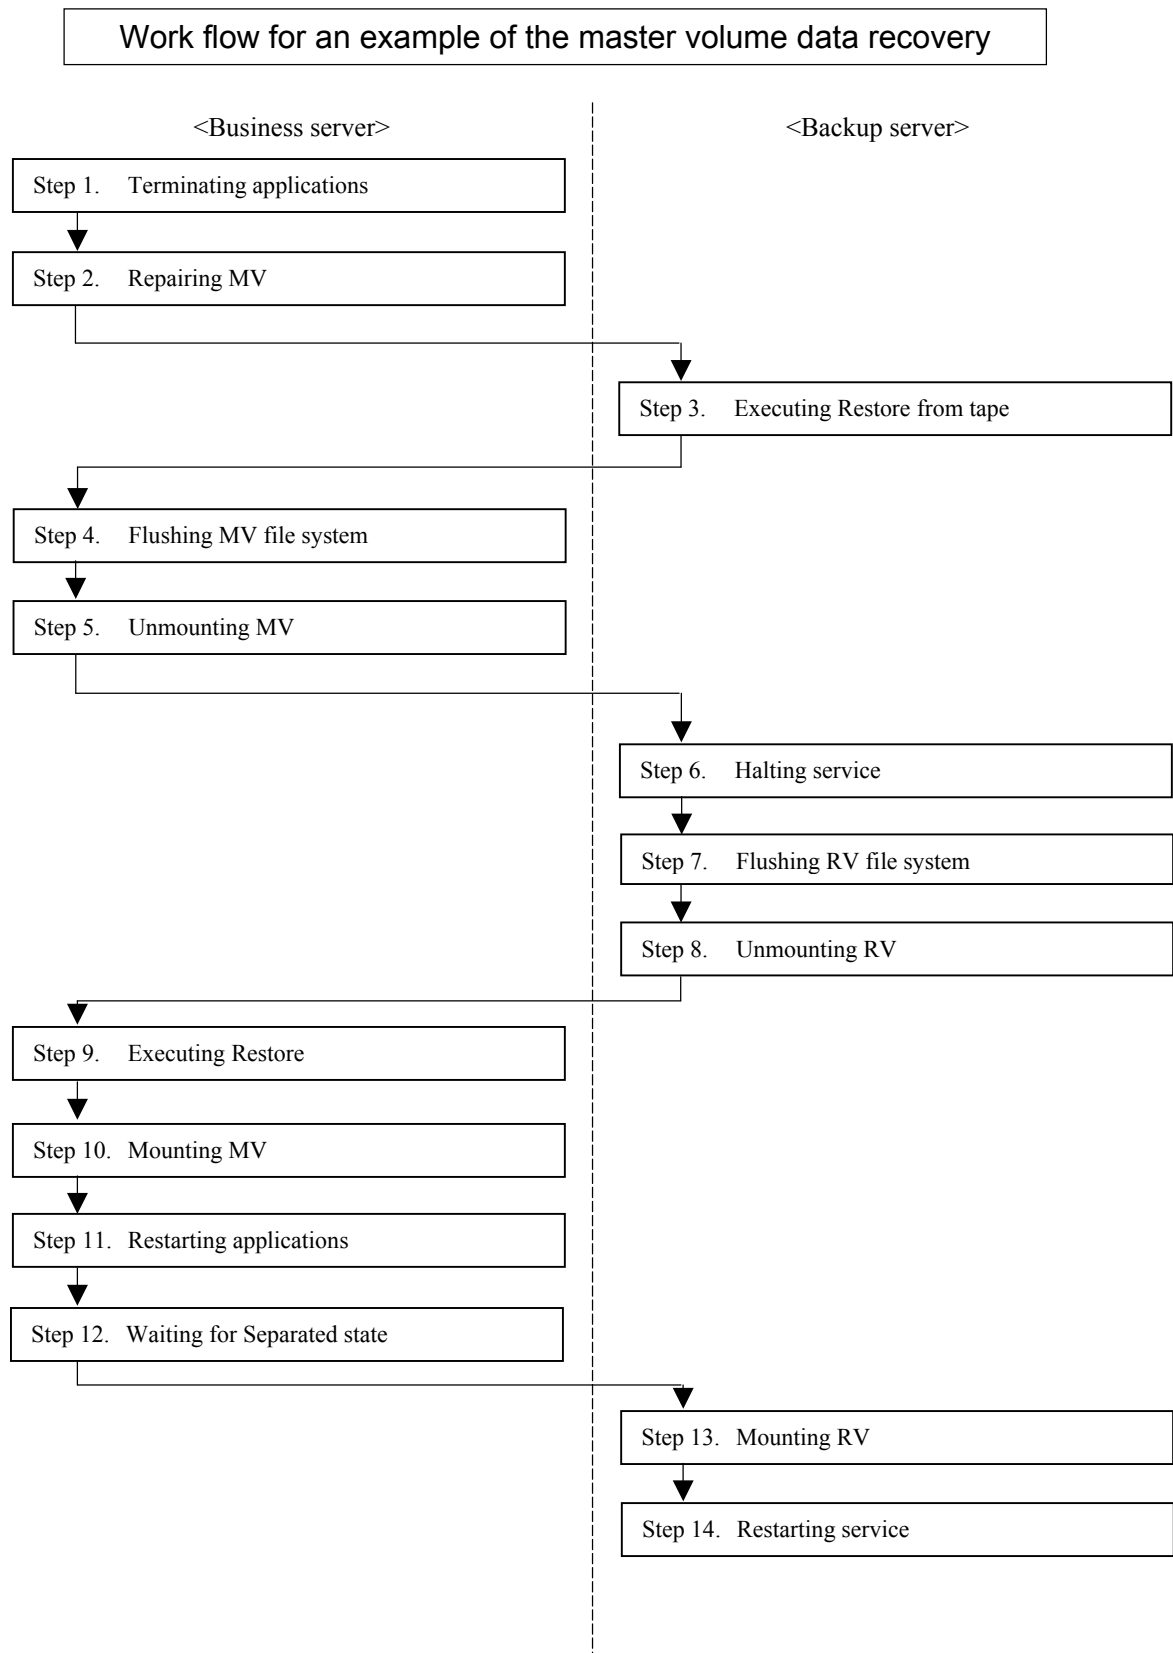 Work flow for an example of the master volume data recovery
<Business server>
<Backup server>
Step 1. Terminating applications
Step 2. Repairing MV
Step 3. Executing Restore from tape
Step 4. Flushing MV file system
Step 5. Unmounting MV
Step 6. Halting service
Step 7. Flushing RV file system
Step 8. Unmounting RV
Step 9. Executing Restore
Step 10. Mounting MV
Step 11. Restarting applications
Step 12. Waiting for Separated state
Step 13. Mounting RV
Step 14. Restarting service